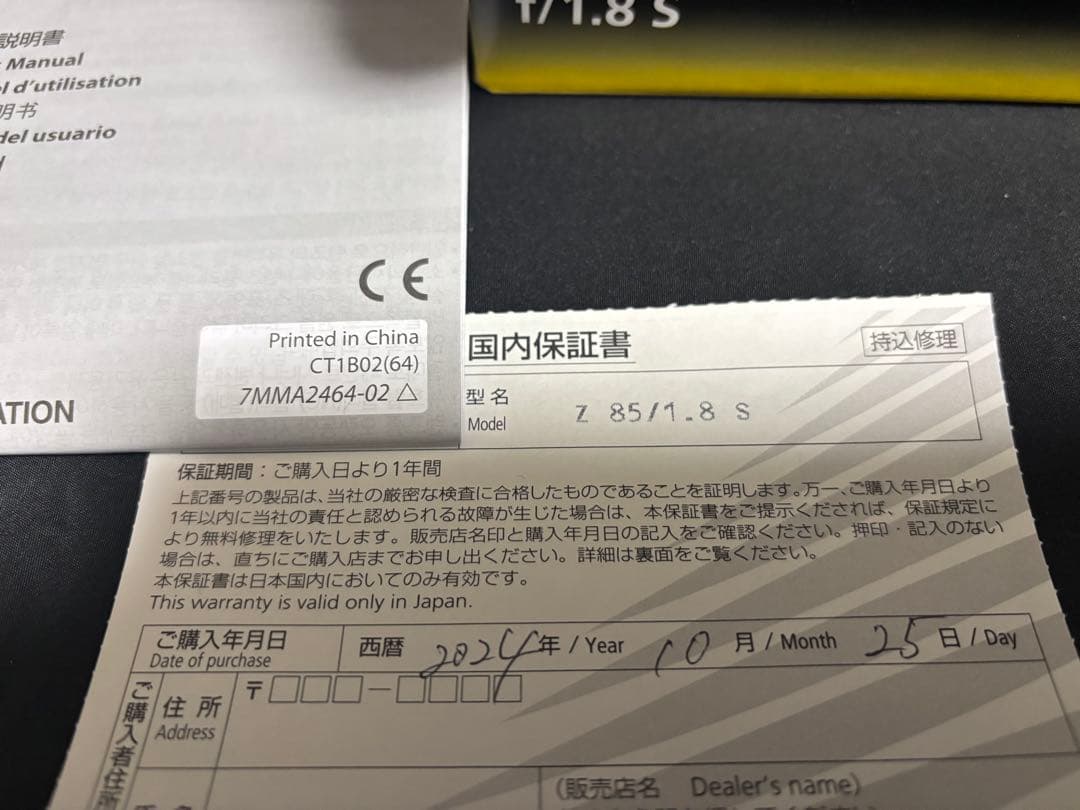 説明書
Manual
d'utilisation
明书
del usuario
CE
Printed in China
CT1B02(64)
7MMA2464-02 △
ATION
f/1.8 S
国内保証書
持込修理
型名
Model
Z 85/1.8 S
保証期間：ご購入日より1年間
上記番号の製品は、当社の厳密な検査に合格したものであることを証明します。万一、ご購入年月日より
1年以内に当社の責任と認められる故障が生じた場合は、本保証書をご提示くだされば、保証規定に
より無料修理をいたします。販売店名印と購入年月日の記入をご確認ください。押印・記入のない
場合は、直ちにご購入店までお申し出ください。詳細は裏面をご覧ください。
本保証書は日本国内においてのみ有効です。
This warranty is valid only in Japan.
ご購入年月日
Date of purchase
西暦 2024年 / Year 10 月 / Month 25 日 / Day
ご購入者住所
住所
Address
〒□□□-□□□□
(販売店名 Dealer's name)